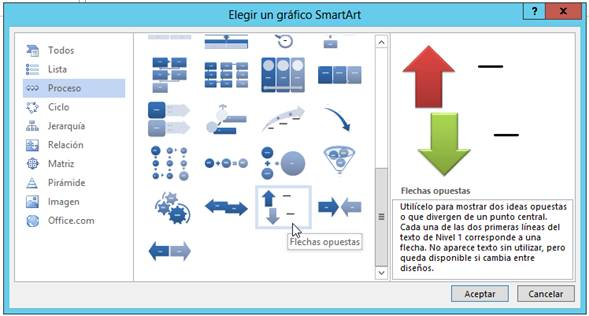 Elegir un gráfico SmartArt
?
Todos
Lista
Proceso
Ciclo
Jerarquía
Relación
Matriz
Pirámide
Imagen
Office.com
Flechas opuestas
Flechas opuestas
Utilícelo para mostrar dos ideas opuestas
o que divergen de un punto central.
Cada una de las dos primeras líneas del
texto de Nivel 1 corresponde a una
flecha. No aparece texto sin utilizar, pero
queda disponible si cambia entre
diseños.
Aceptar
Cancelar